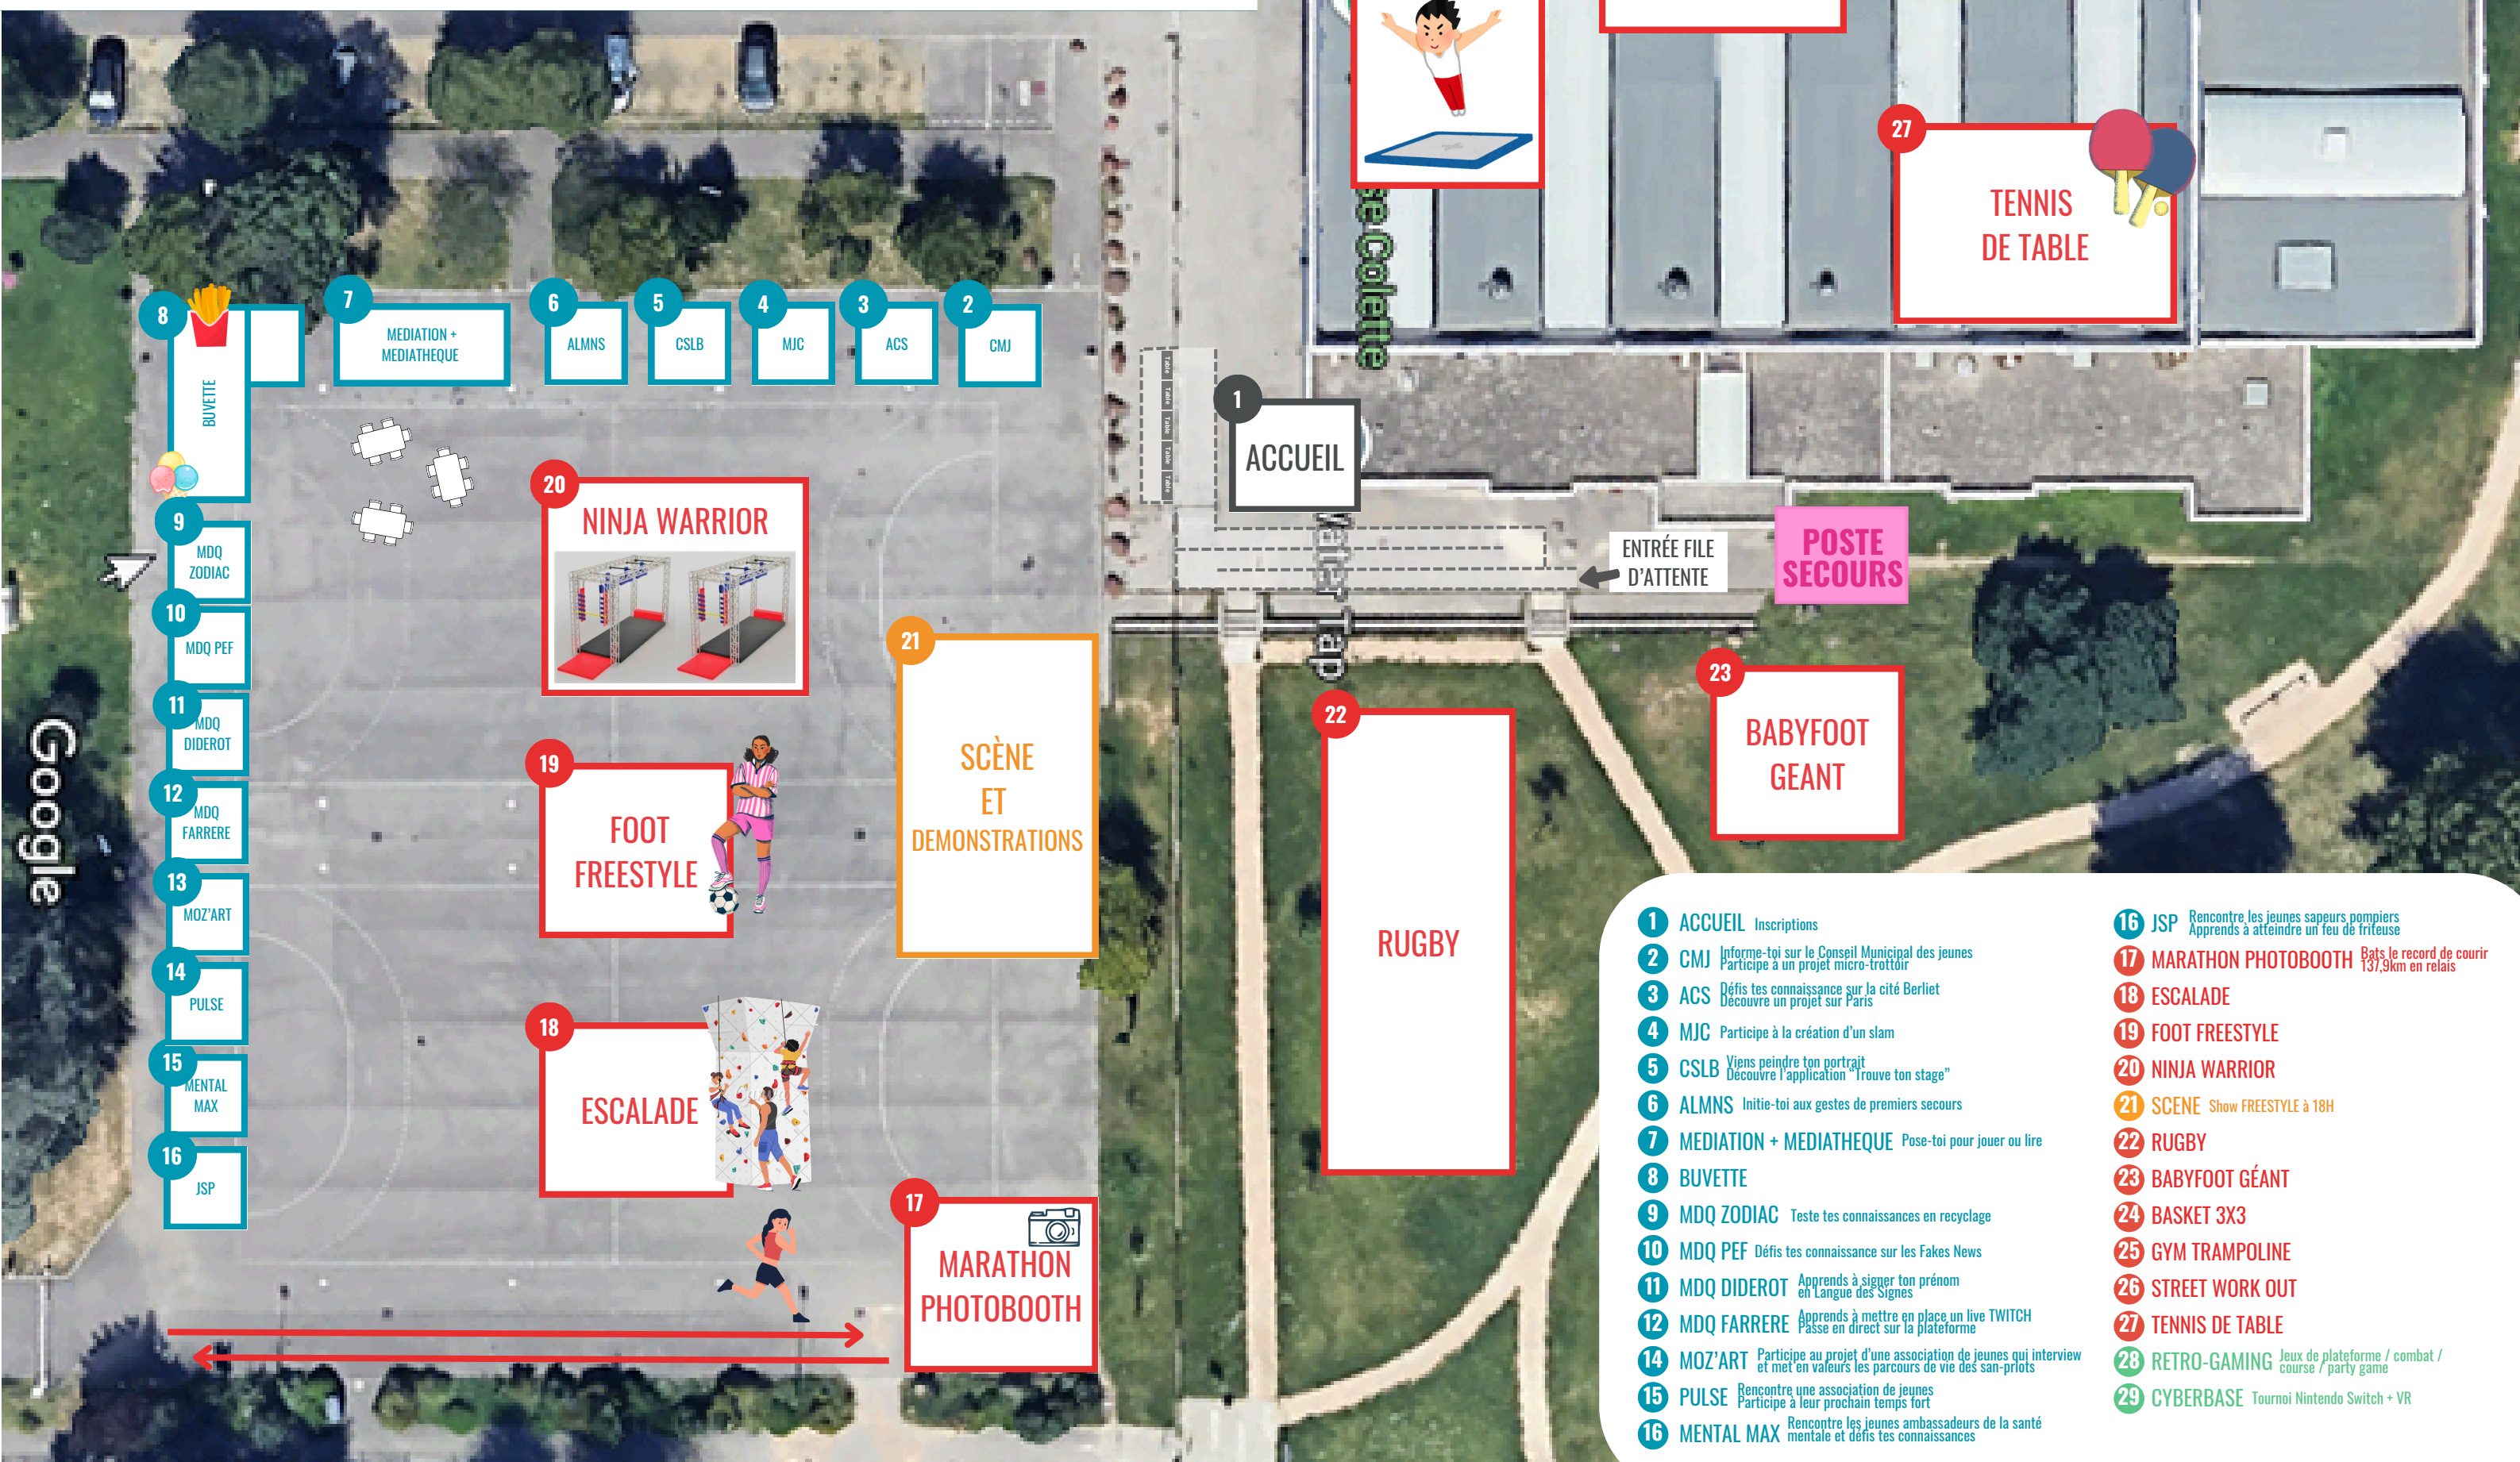 27
TENNIS
DE TABLE
se Colette
8
BUVETTE
7
MEDIATION +
MEDIATHEQUE
6
ALMNS
5
CSLB
4
MJC
3
ACS
2
CMJ
Table
Table
Table
Table
Table
1
ACCUEIL
ENTRÉE FILE
D'ATTENTE
POSTE
SECOURS
9
MDQ
ZODIAC
10
MDQ PEF
11
MDQ
DIDEROT
12
MDQ
FARRERE
13
MOZ'ART
14
PULSE
15
MENTAL
MAX
16
JSP
Google
20
NINJA WARRIOR
19
FOOT
FREESTYLE
18
ESCALADE
21
SCÈNE
ET
DEMONSTRATIONS
17
MARATHON
PHOTOBOOTH
Water Tap
22
RUGBY
23
BABYFOOT
GEANT
1 ACCUEIL Inscriptions
2 CMJ Informe-toi sur le Conseil Municipal des jeunes
Participe à un projet micro-trottoir
3 ACS Défis tes connaissance sur la cité Berliet
Découvre un projet sur Paris
4 MJC Participe à la création d'un slam
5 CSLB Viens peindre ton portrait
Découvre l'application "Trouve ton stage"
6 ALMNS Initie-toi aux gestes de premiers secours
7 MEDIATION + MEDIATHEQUE Pose-toi pour jouer ou lire
8 BUVETTE
9 MDQ ZODIAC Teste tes connaissances en recyclage
10 MDQ PEF Défis tes connaissance sur les Fakes News
11 MDQ DIDEROT Apprends à signer ton prénom
en Langue des Signes
12 MDQ FARRERE Apprends à mettre en place un live TWITCH
Passe en direct sur la plateforme
14 MOZ'ART Participe au projet d'une association de jeunes qui interview
et met en valeurs les parcours de vie des san-priots
15 PULSE Rencontre une association de jeunes
Participe à leur prochain temps fort
16 MENTAL MAX Rencontre les jeunes ambassadeurs de la santé
mentale et défis tes connaissances
16 JSP Rencontre les jeunes sapeurs pompiers
Apprends à atteindre un feu de friteuse
17 MARATHON PHOTOBOOTH Bats le record de courir
137,9km en relais
18 ESCALADE
19 FOOT FREESTYLE
20 NINJA WARRIOR
21 SCENE Show FREESTYLE à 18H
22 RUGBY
23 BABYFOOT GÉANT
24 BASKET 3X3
25 GYM TRAMPOLINE
26 STREET WORK OUT
27 TENNIS DE TABLE
28 RETRO-GAMING Jeux de plateforme / combat /
course / party game
29 CYBERBASE Tournoi Nintendo Switch + VR